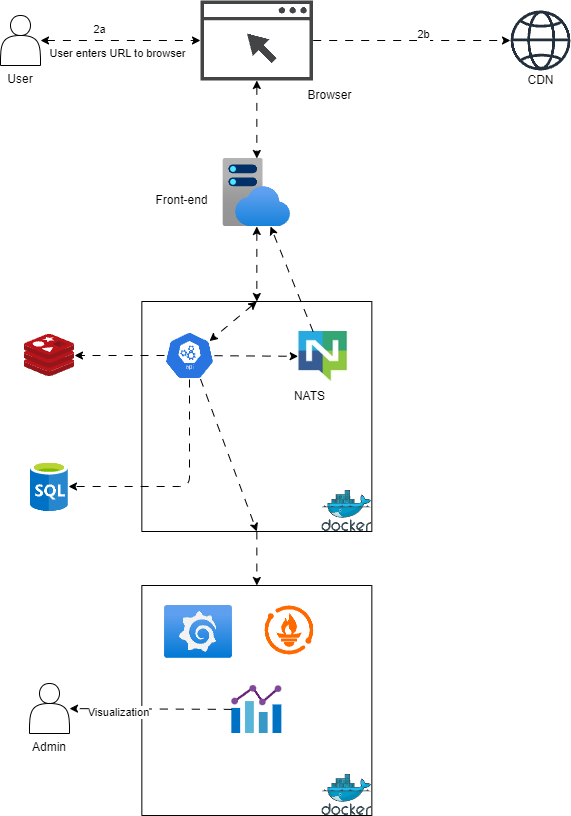 2a
2b
User enters URL to browser
User
CDN
Browser
Front-end
api
NATS
SQL
docker
Visualization"
Admin
docker